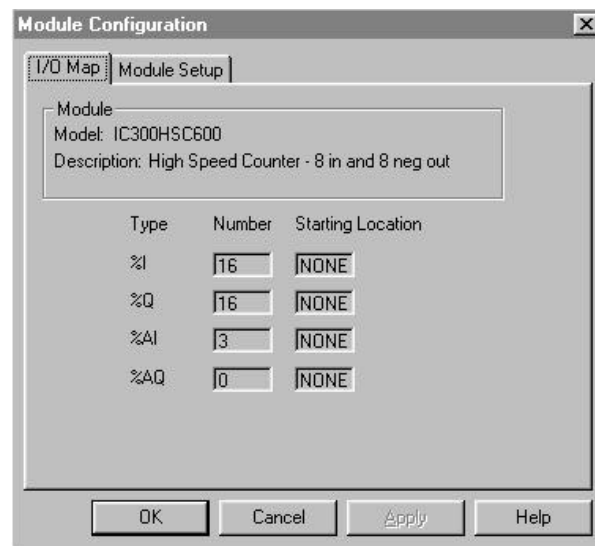 Module Configuration
I/O Map Module Setup
Module
Model: IC300HSC600
Description: High Speed Counter - 8 in and 8 neg out
Type Number Starting Location
%I 16 NONE
%Q 16 NONE
%AI 3 NONE
%AQ 0 NONE
OK Cancel Apply Help